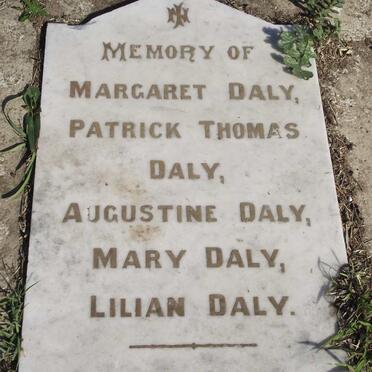 MEMORY OF
MARGARET DALY,
PATRICK THOMAS
DALY,
AUGUSTINE DALY,
MARY DALY,
LILIAN DALY.